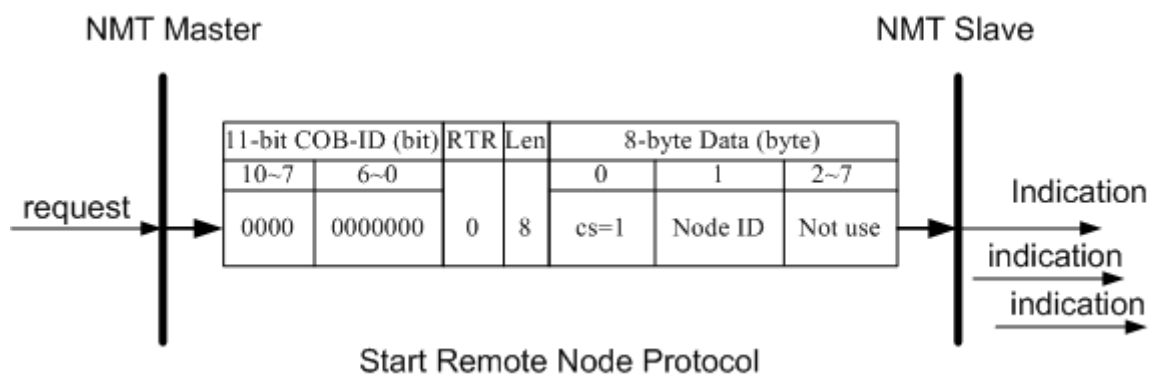 NMT Master
NMT Slave
11-bit COB-ID (bit) RTR Len 8-byte Data (byte)
10~7 6~0 0 1 2~7
0000 0000000 0 8 cs=1 Node ID Not use
request
Indication
indication
indication
Start Remote Node Protocol